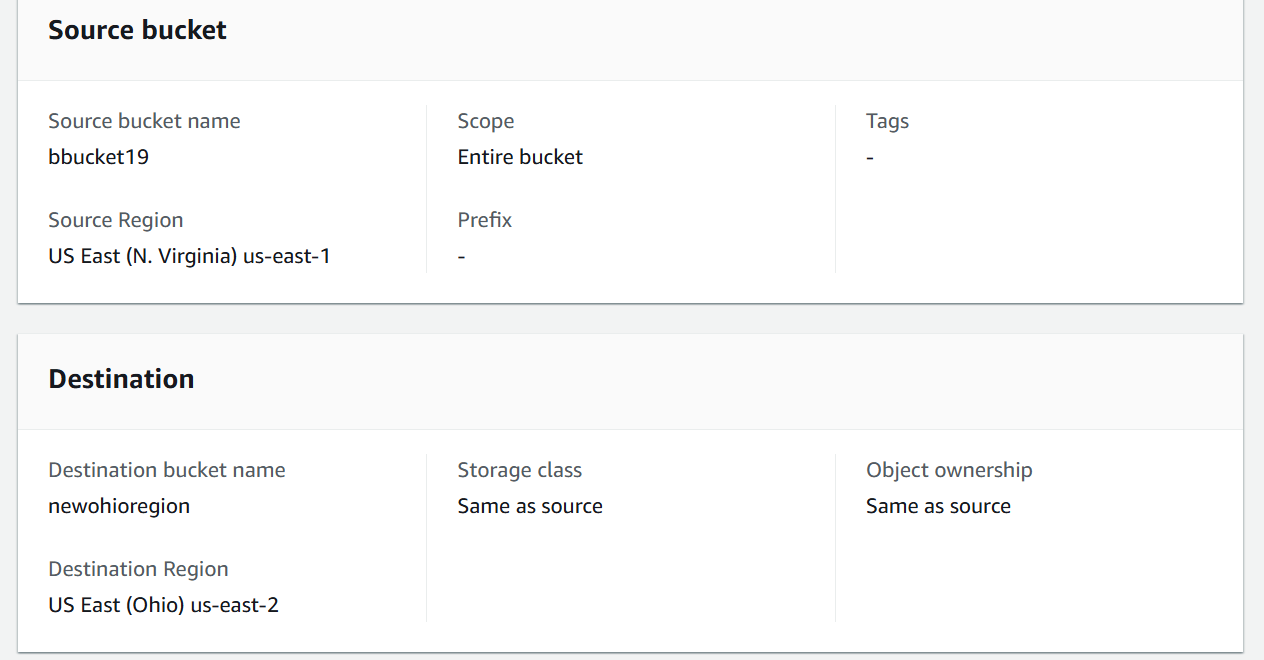 Source bucket
Source bucket name
bbucket19
Scope
Entire bucket
Tags
-
Source Region
US East (N. Virginia) us-east-1
Prefix
-
Destination
Destination bucket name
newohioregion
Storage class
Same as source
Object ownership
Same as source
Destination Region
US East (Ohio) us-east-2